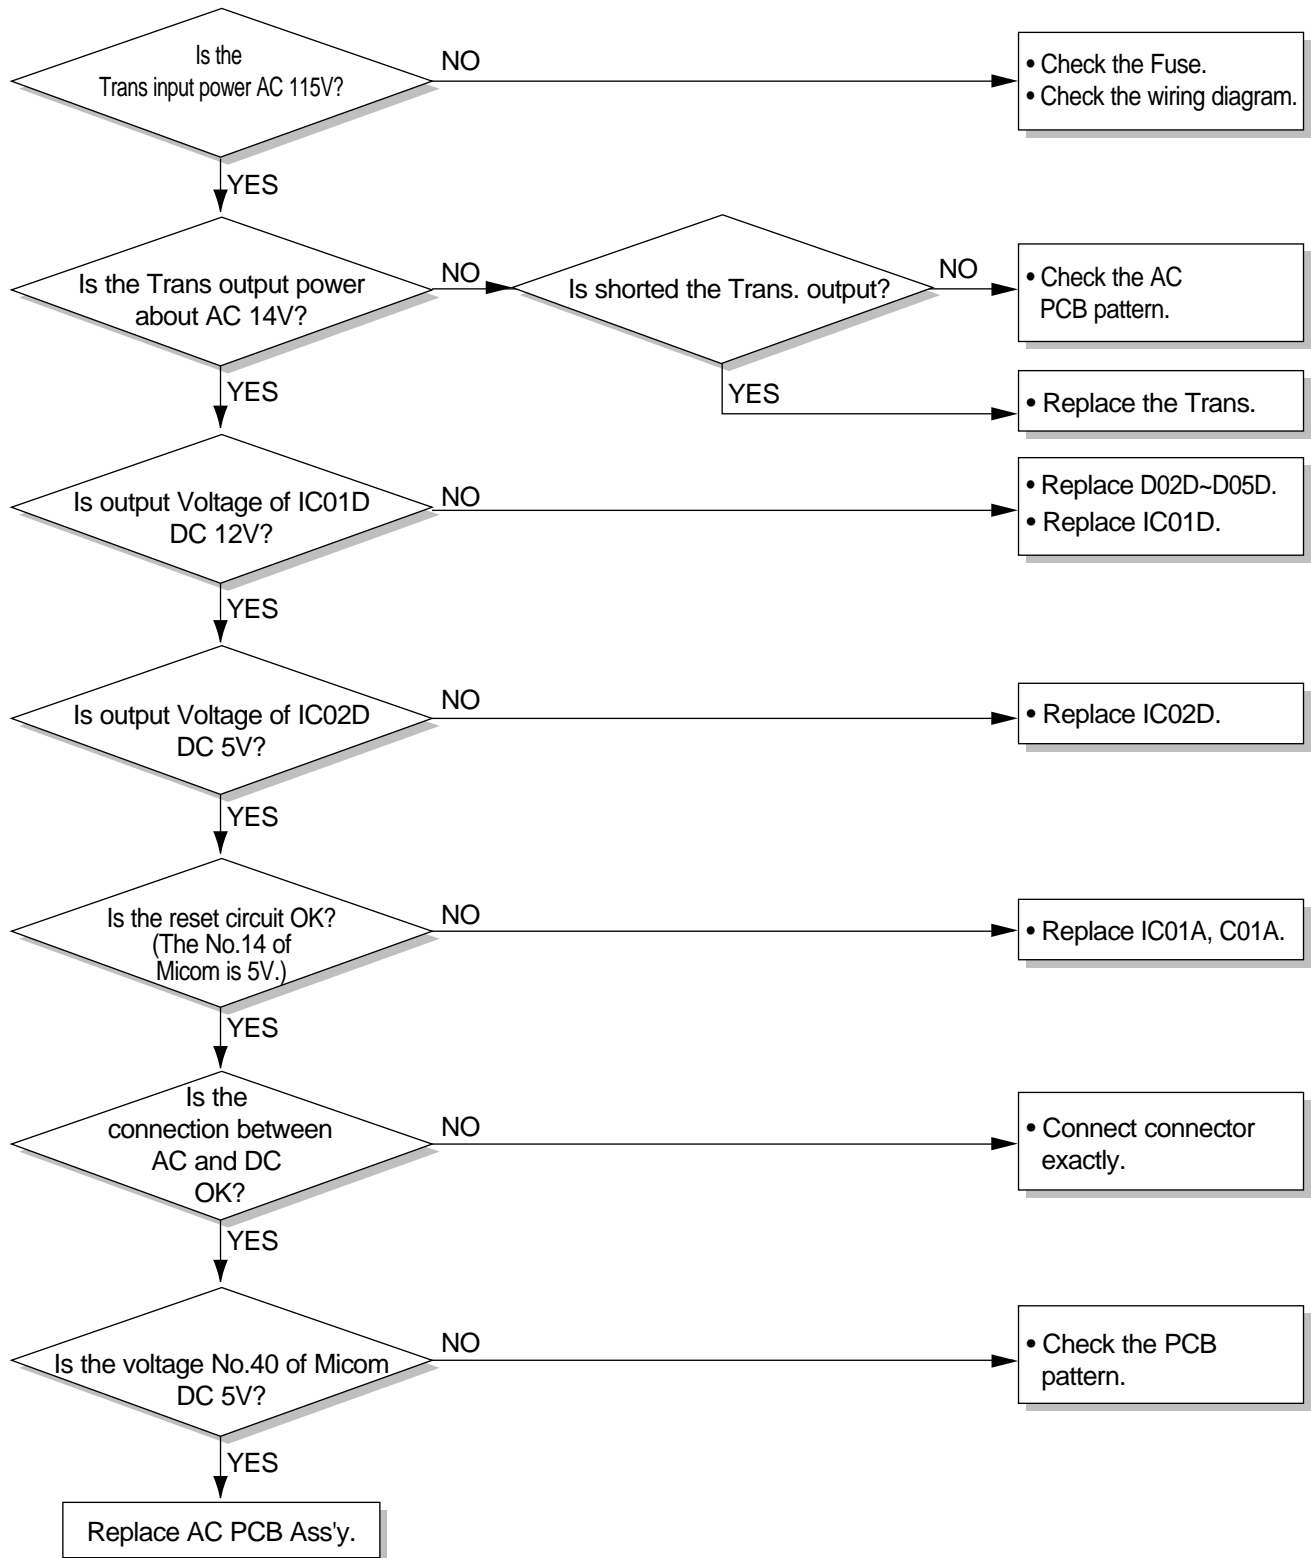 Is the
Trans input power AC 115V?
NO
• Check the Fuse.
• Check the wiring diagram.
YES
Is the Trans output power
about AC 14V?
NO
Is shorted the Trans. output?
NO
• Check the AC
PCB pattern.
YES
YES
• Replace the Trans.
Is output Voltage of IC01D
DC 12V?
NO
• Replace D02D~D05D.
• Replace IC01D.
YES
Is output Voltage of IC02D
DC 5V?
NO
• Replace IC02D.
YES
Is the reset circuit OK?
(The No.14 of
Micom is 5V.)
NO
• Replace IC01A, C01A.
YES
Is the
connection between
AC and DC
OK?
NO
• Connect connector
exactly.
YES
Is the voltage No.40 of Micom
DC 5V?
NO
• Check the PCB
pattern.
YES
Replace AC PCB Ass'y.